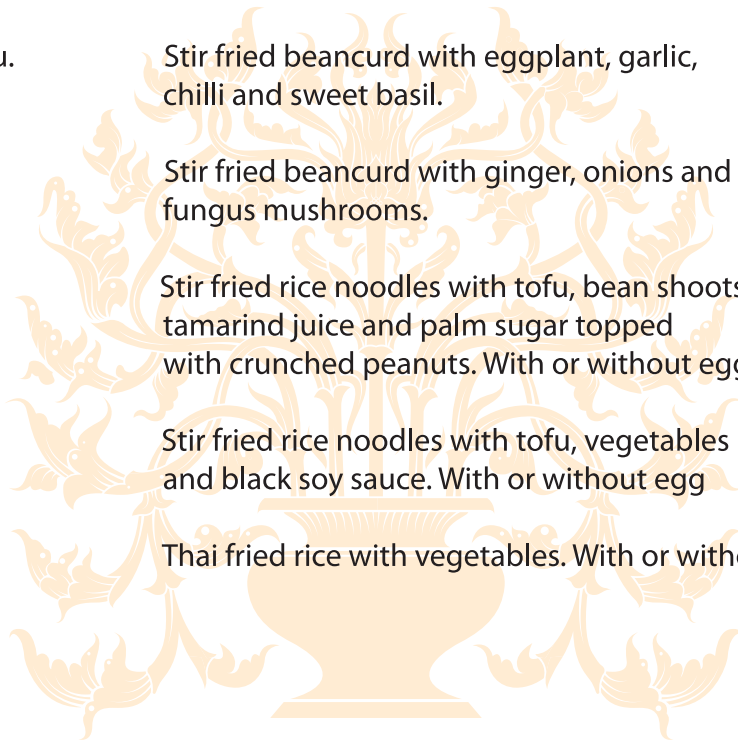 Stir fried beancurd with eggplant, garlic,
chilli and sweet basil.
Stir fried beancurd with ginger, onions and
fungus mushrooms.
Stir fried rice noodles with tofu, bean shoots
tamarind juice and palm sugar topped
with crunched peanuts. With or without egg
Stir fried rice noodles with tofu, vegetables
and black soy sauce. With or without egg
Thai fried rice with vegetables. With or